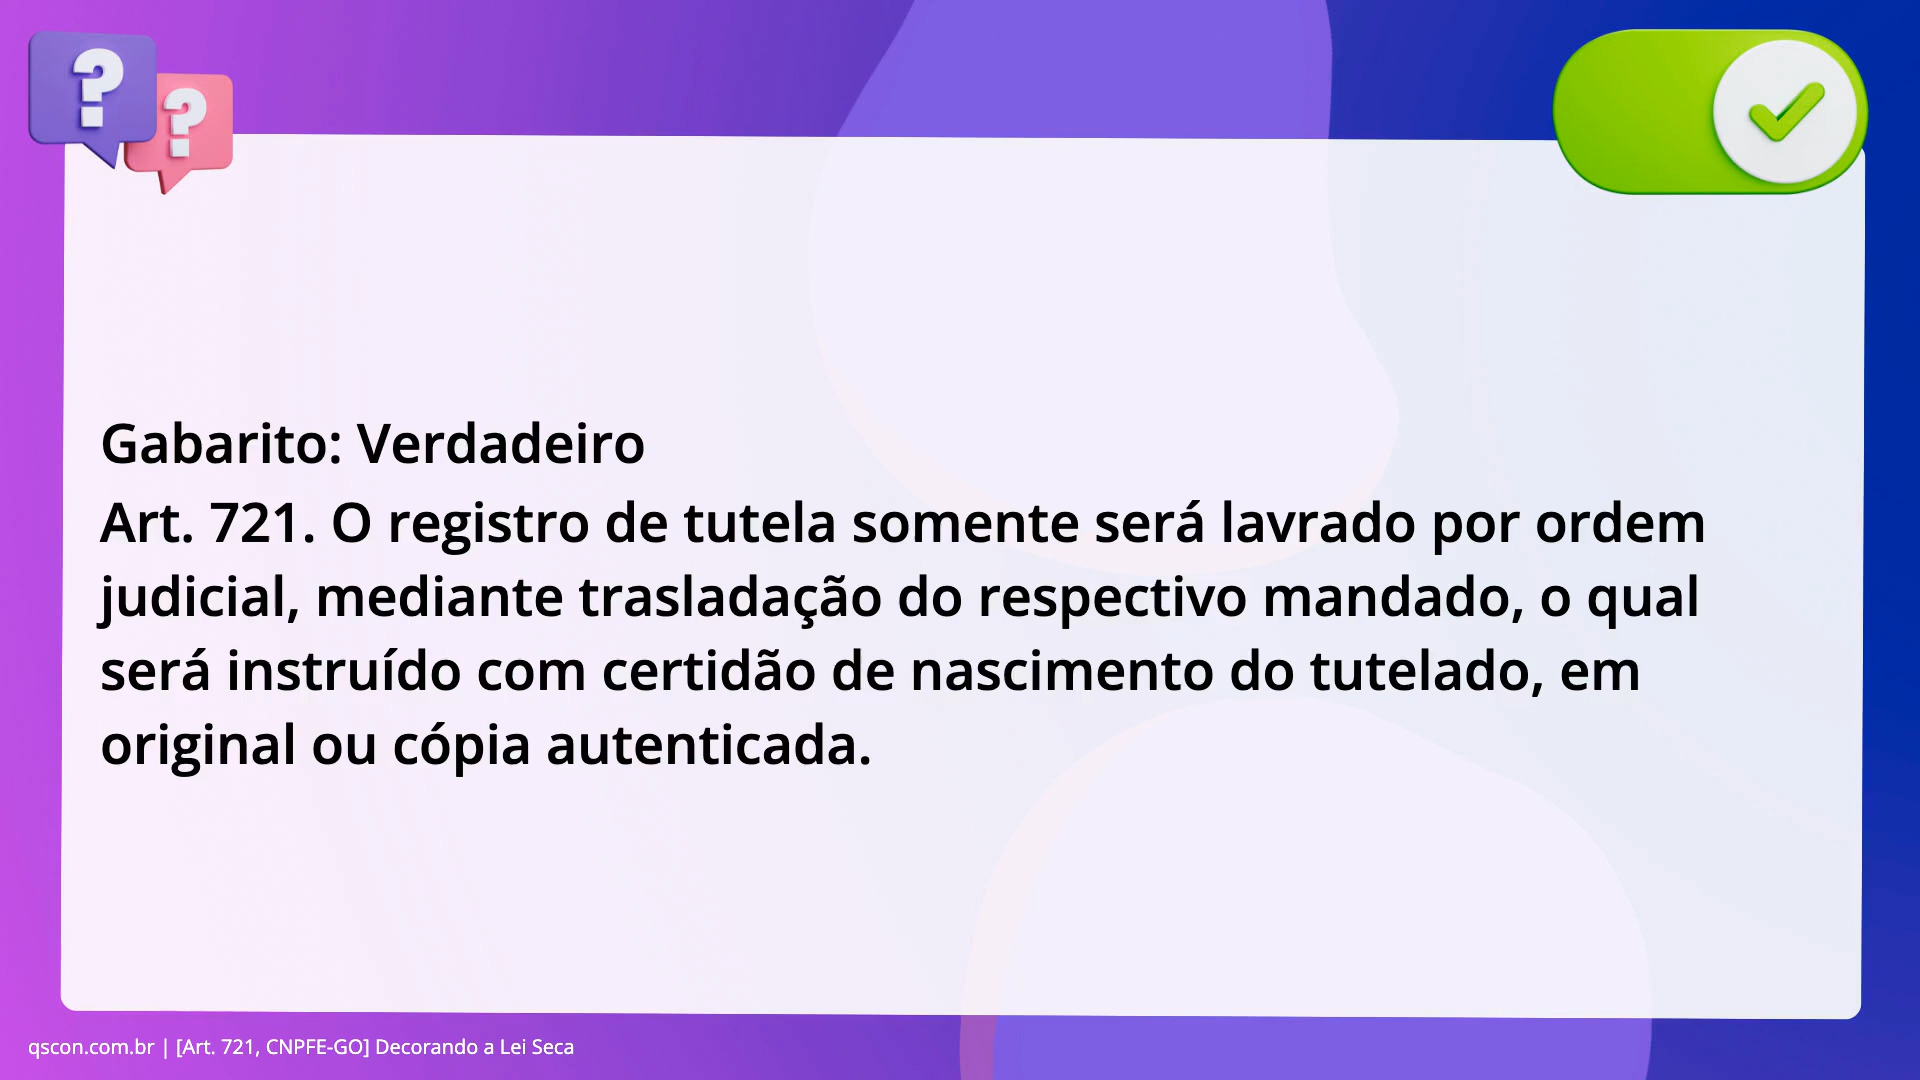 ? ?
Gabarito: Verdadeiro
Art. 721. O registro de tutela somente será lavrado por ordem
judicial, mediante trasladação do respectivo mandado, o qual
será instruído com certidão de nascimento do tutelado, em
original ou cópia autenticada.
qscon.com.br | [Art. 721, CNPFE-GO] Decorando a Lei Seca